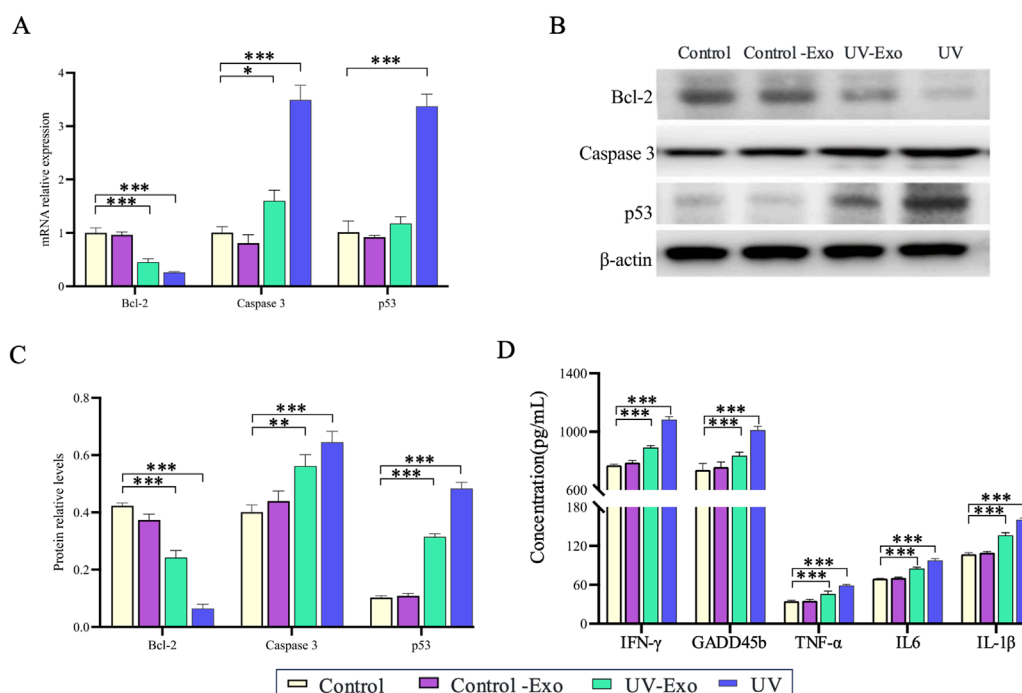 A
mRNA relative expression
4
3
2
1
0
***
***
***
*
***
Bcl-2
Caspase 3
p53
B
Control
Control -Exo
UV-Exo
UV
Bcl-2
Caspase 3
p53
β-actin
C
Protein relative levels
0.8
0.6
0.4
0.2
0.0
***
***
***
**
***
***
Bcl-2
Caspase 3
p53
D
Concentration(pg/mL)
1400
1000
600
180
120
60
0
***
***
***
***
***
***
***
***
***
***
IFN-γ
GADD45b
TNF-α
IL6
IL-1β
Control
Control -Exo
UV-Exo
UV